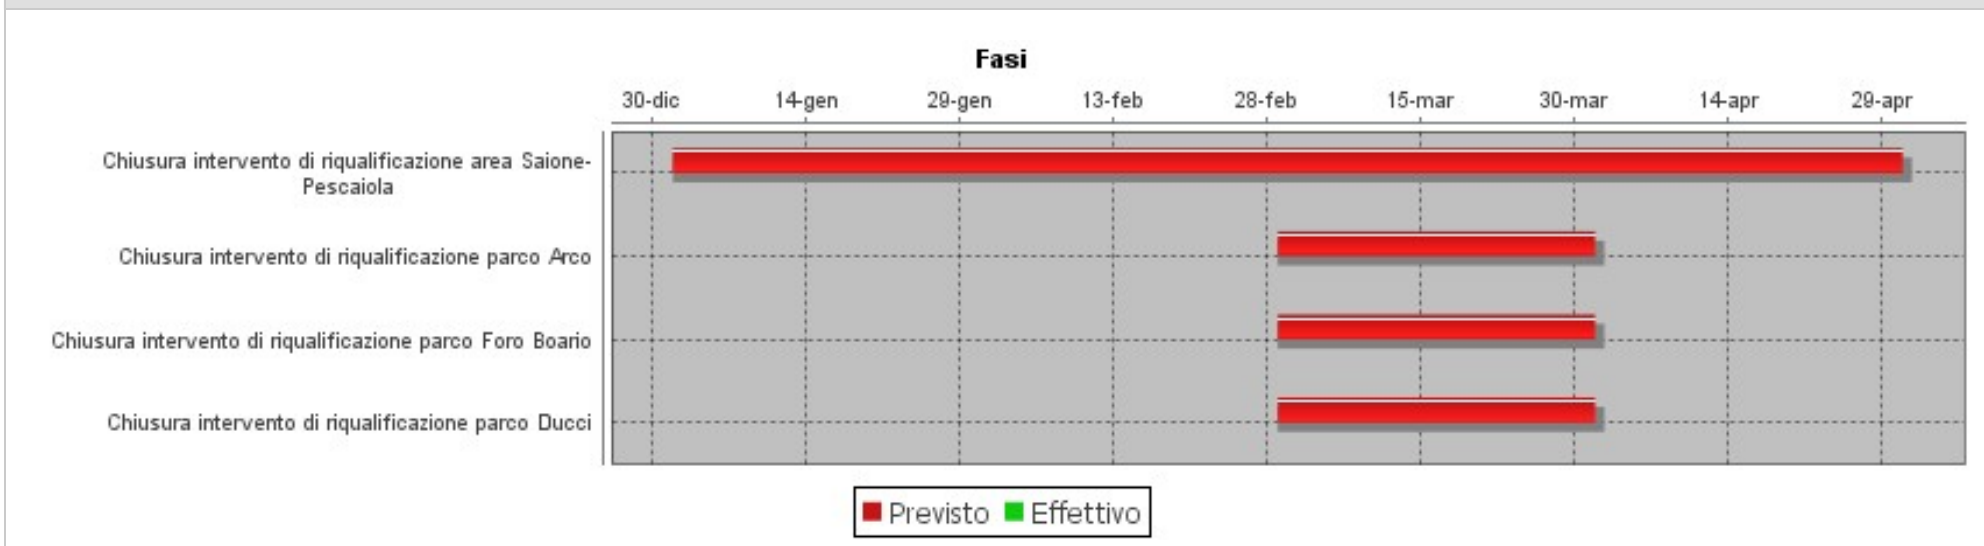 Fasi
30-dic 14-gen 29-gen 13-feb 28-feb 15-mar 30-mar 14-apr 29-apr
Chiusura intervento di riqualificazione area Saione-
Pescaiola
Chiusura intervento di riqualificazione parco Arco
Chiusura intervento di riqualificazione parco Foro Boario
Chiusura intervento di riqualificazione parco Ducci
Previsto Effettivo